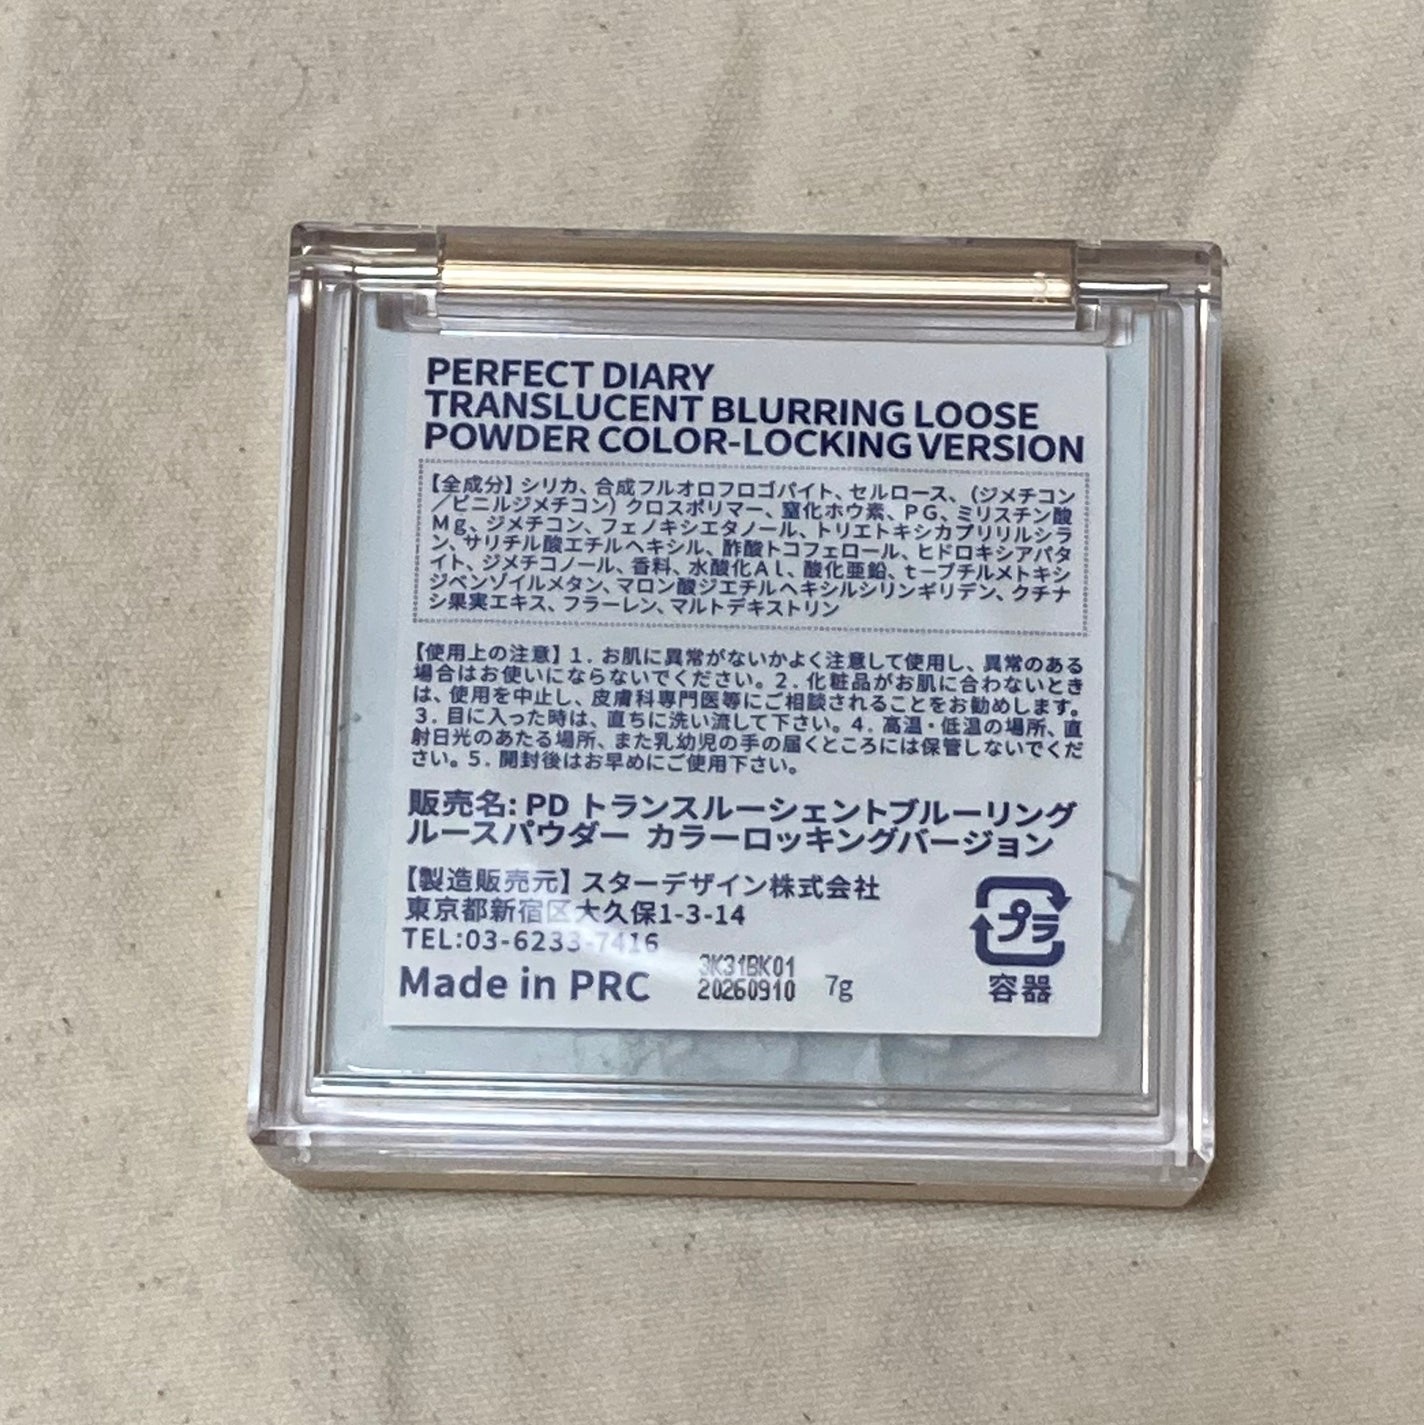 PERFECT DIARY
TRANSLUCENT BLURRING LOOSE
POWDER COLOR-LOCKING VERSION
【全成分】シリカ、合成フルオロフロゴパイト、セルロース、（ジメチコン
／ビニルジメチコン）クロスポリマー、窒化ホウ素、ＰＧ、ミリスチン酸
Ｍｇ、ジメチコン、フェノキシエタノール、トリエトキシカプリリルシラ
ン、サリチル酸エチルヘキシル、酢酸トコフェロール、ヒドロキシアパタ
イト、ジメチコノール、香料、水酸化Ａｌ、酸化亜鉛、ｔーブチルメトキシ
ジベンゾイルメタン、マロン酸ジエチルヘキシルシリンギリデン、クチナ
シ果実エキス、フラーレン、マルトデキストリン
【使用上の注意】１．お肌に異常がないかよく注意して使用し、異常のある
場合はお使いにならないでください。２．化粧品がお肌に合わないとき
は、使用を中止し、皮膚科専門医等にご相談されることをお勧めします。
３．目に入った時は、直ちに洗い流して下さい。４．高温・低温の場所、直
射日光のあたる場所、また乳幼児の手の届くところには保管しないでくだ
さい。５．開封後はお早めにご使用下さい。
販売名: PD トランスルーシェントブルーリング
ルースパウダー カラーロッキングバージョン
【製造販売元】スターデザイン株式会社
東京都新宿区大久保1-3-14
TEL:03-6233-7416
Made in PRC
3K31BK01
20260910
7g
プラ
容器